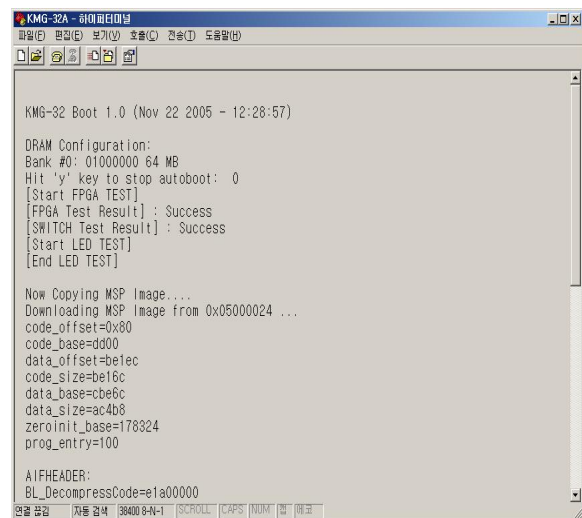 KMG-32A - 하이퍼터미널
파일(F) 편집(E) 보기(V) 호출(C) 전송(T) 도움말(H)
KMG-32 Boot 1.0 (Nov 22 2005 - 12:28:57)
DRAM Configuration:
Bank #0: 01000000 64 MB
Hit 'y' key to stop autoboot:  0
[Start FPGA TEST]
[FPGA Test Result] : Success
[SWITCH Test Result] : Success
[Start LED TEST]
[End LED TEST]
Now Copying MSP Image....
Downloading MSP Image from 0x05000024 ...
code_offset=0x80
code_base=dd00
data_offset=be1ec
code_size=be16c
data_base=cbe6c
data_size=ac4b8
zeroinit_base=178324
prog_entry=100
AIFHEADER:
BL_DecompressCode=e1a00000
연결 끊김 자동 검색 38400 8-N-1 SCROLL CAPS NUM 캡 에코